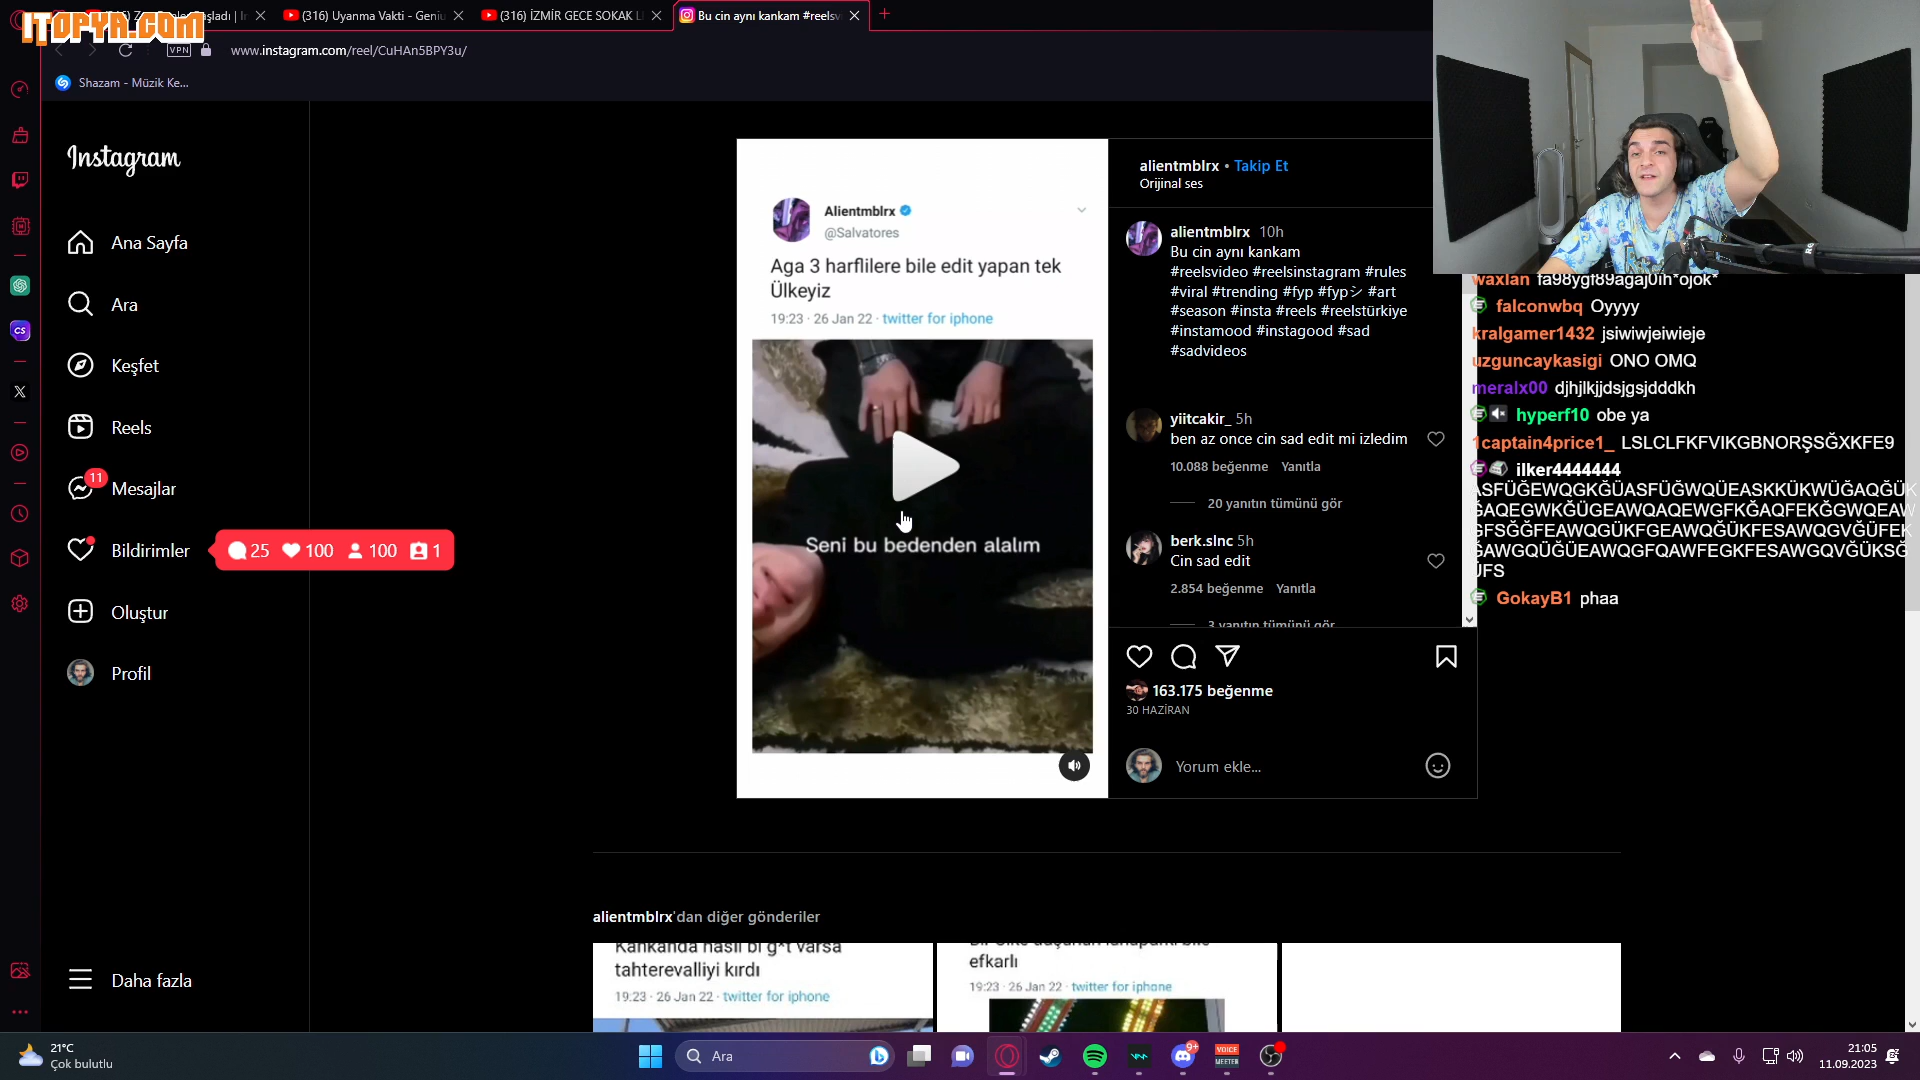 ITOPYA.COM
(316) Uyanma Vakti - Geniu
(316) İZMİR GECE SOKAK L
Bu cin aynı kankam #reelsv
VPN
www.instagram.com/reel/CuHAn5BPY3u/
Shazam - Müzik Ke...
Instagram
Ana Sayfa
Ara
Keşfet
Reels
11
Mesajlar
Bildirimler
25 100 100 1
Oluştur
Profil
Daha fazla
Alientmblrx
@Salvatores
Aga 3 harflilere bile edit yapan tek
Ülkeyiz
19:23 · 26 Jan 22 · twitter for iphone
Seni bu bedenden alalım
alientmblrx • Takip Et
Orijinal ses
alientmblrx 10h
Bu cin aynı kankam
#reelsvideo #reelsinstagram #rules
#viral #trending #fyp #fypシ #art
#season #insta #reels #reelstürkiye
#instamood #instagood #sad
#sadvideos
yiitcakir_ 5h
ben az once cin sad edit mi izledim
10.088 beğenme Yanıtla
20 yanıtın tümünü gör
berk.slnc 5h
Cin sad edit
2.854 beğenme Yanıtla
3 yanıtın tümünü gör
163.175 beğenme
30 HAZİRAN
Yorum ekle...
waxlan fa98ygf89agaj0ih*ojok*
falconwbq Oyyyy
kralgamer1432 jsiwiwjeiwieje
uzguncaykasigi ONO OMQ
meralx00 djhjlkjjdsjgsjdddkh
hyperf10 obe ya
1captain4price1_ LSLCLFKFVIKGBNORŞSĞXKFE9
ilker4444444
ASFÜĞEWQGKĞÜASFÜĞWQÜEASKKÜKWÜĞAQĞÜK
ĞAQEGWKĞÜGEAWQAQEWGFKĞAQFEKĞGWQEAW
GFSĞĞFEAWQGÜKFGEAWQĞÜKFESAWQGVĞÜFEK
ĞAWGQÜĞÜEAWQGFQAWFEGKFESAWGQVĞÜKSĞ
ÜFS
GokayB1 phaa
alientmblrx'dan diğer gönderiler
Kankanda nasıl bi g*t varsa
tahterevalliyi kırdı
19:23 · 26 Jan 22 · twitter for iphone
efkarlı
19:23 · 26 Jan 22 · twitter for iphone
21°C
Çok bulutlu
Ara
9+
VOICE
MEETER
21:05
11.09.2023